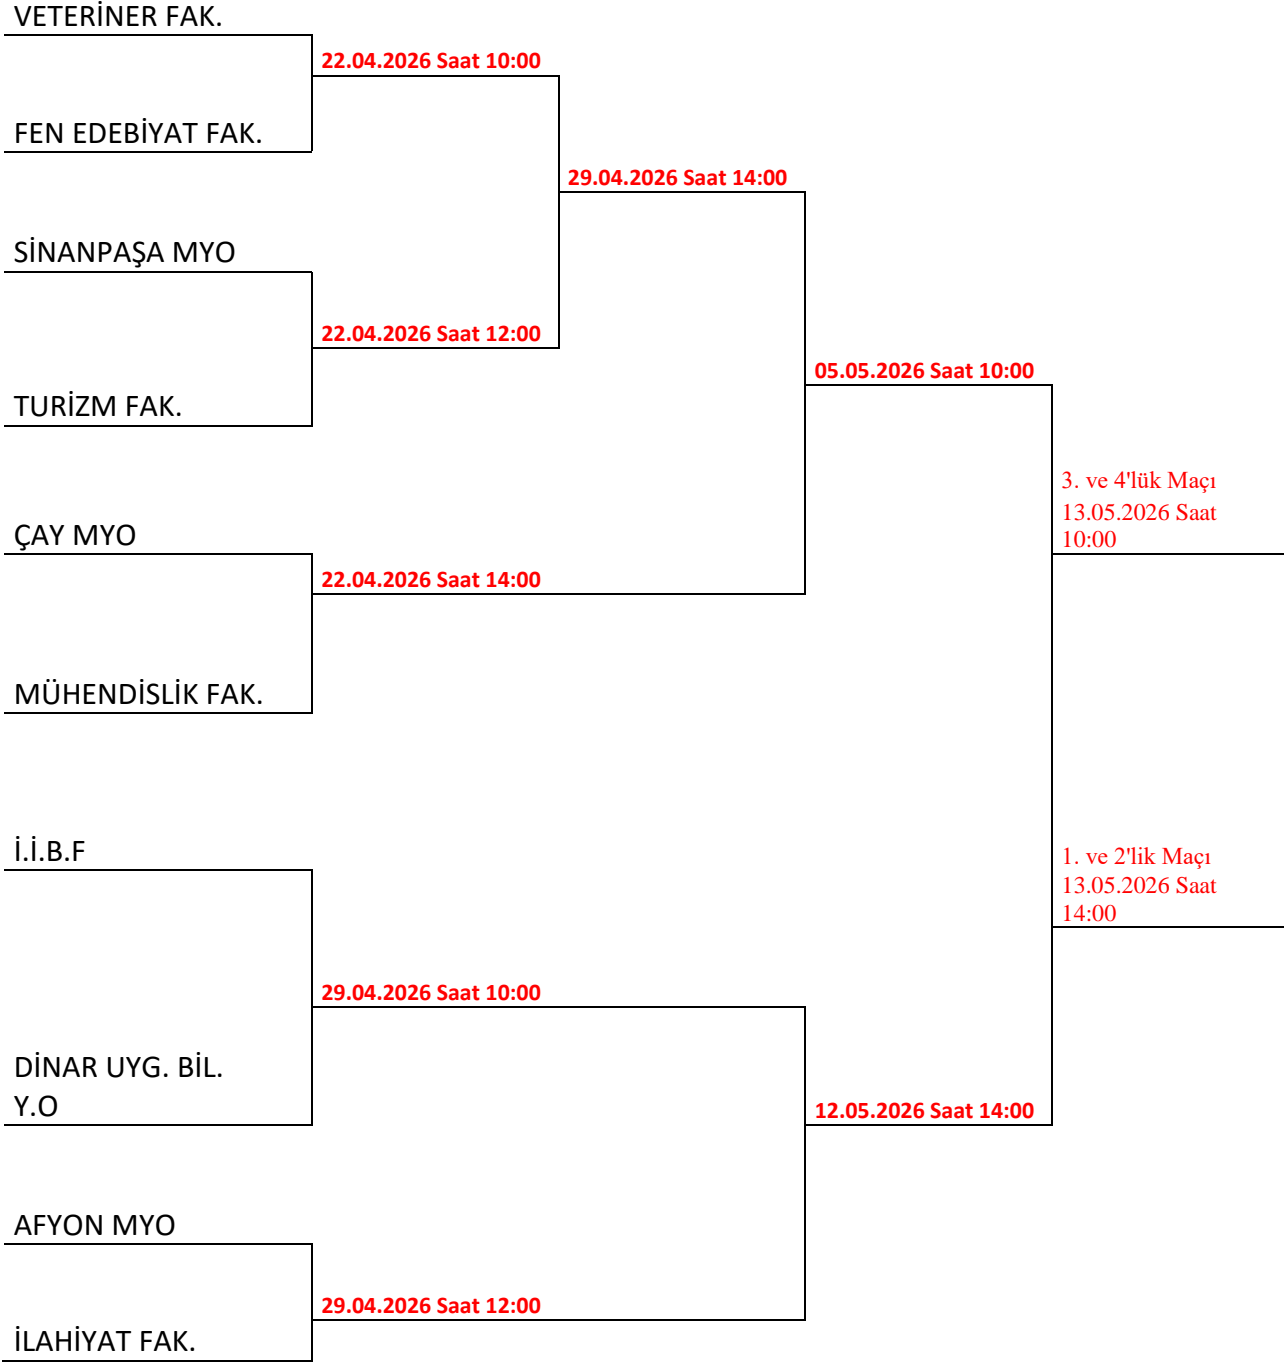 VETERİNER FAK.
22.04.2026 Saat 10:00
FEN EDEBİYAT FAK.
29.04.2026 Saat 14:00
SİNANPAŞA MYO
22.04.2026 Saat 12:00
05.05.2026 Saat 10:00
TURİZM FAK.
3. ve 4'lük Maçı
13.05.2026 Saat
10:00
ÇAY MYO
22.04.2026 Saat 14:00
MÜHENDİSLİK FAK.
İ.İ.B.F
1. ve 2'lik Maçı
13.05.2026 Saat
14:00
29.04.2026 Saat 10:00
DİNAR UYG. BİL.
Y.O
12.05.2026 Saat 14:00
AFYON MYO
29.04.2026 Saat 12:00
İLAHİYAT FAK.